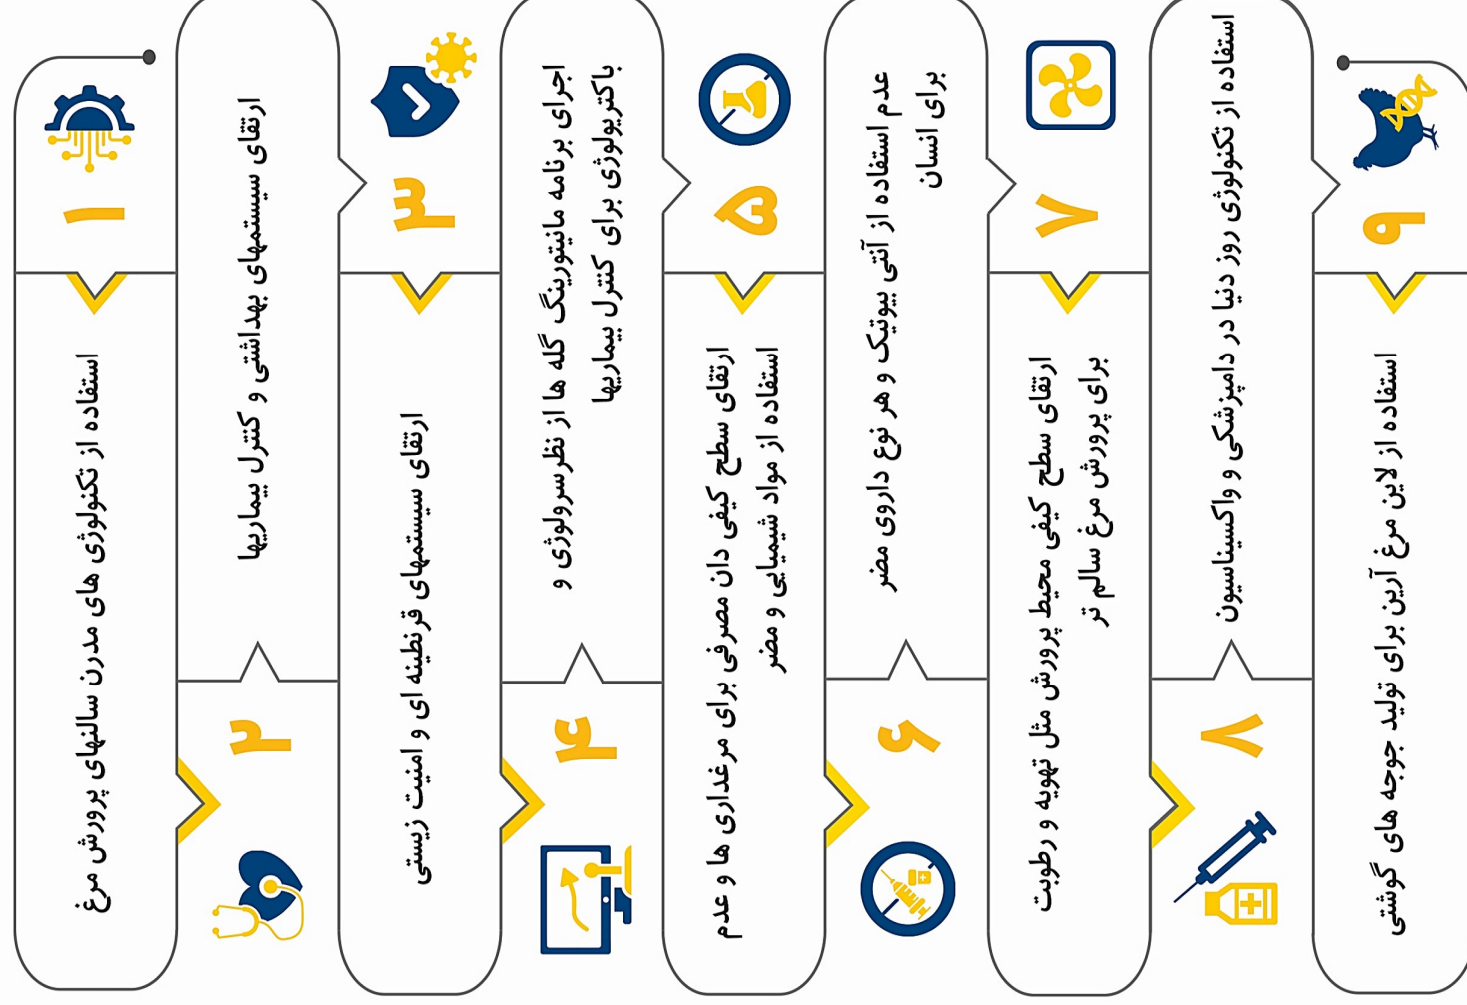 ۱
استفاده از تکنولوژی های مدرن سالنهای پرورش مرغ
۲
ارتقای سیستمهای بهداشتی و کنترل بیماریها
۳
ارتقای سیستمهای قرنطینه ای و امنیت زیستی
۴
اجرای برنامه مانیتورینگ گله ها از نظرسرولوژی و
باکتریولوژی برای کنترل بیماریها
۵
ارتقای سطح کیفی دان مصرفی برای مرغداری ها و عدم
استفاده از مواد شیمیایی و مضر
۶
عدم استفاده از آنتی بیوتیک و هر نوع داروی مضر
برای انسان
۷
ارتقای سطح کیفی محیط پرورش مثل تهویه و رطوبت
برای پرورش مرغ سالم تر
۸
استفاده از تکنولوژی روز دنیا در دامپزشکی و واکسیناسیون
۹
استفاده از لاین مرغ آرین برای تولید جوجه های گوشتی